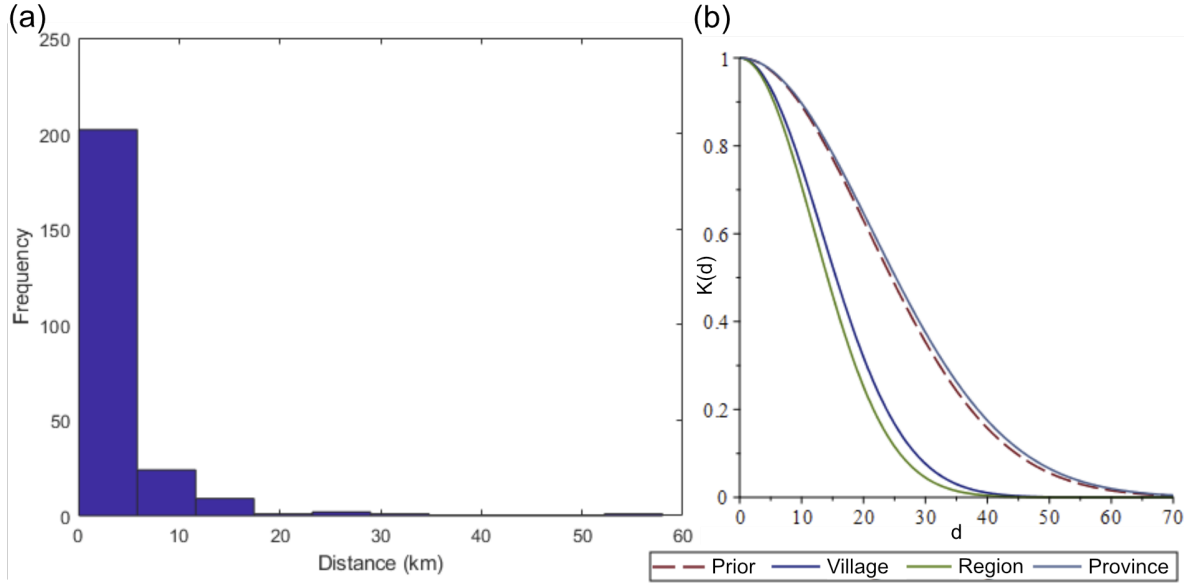 (a)
250
200
150
100
50
0
Frequency
0 10 20 30 40 50 60
Distance (km)
(b)
1
0.8
0.6
0.4
0.2
0
K(d)
0 10 20 30 40 50 60 70
d
Prior Village Region Province